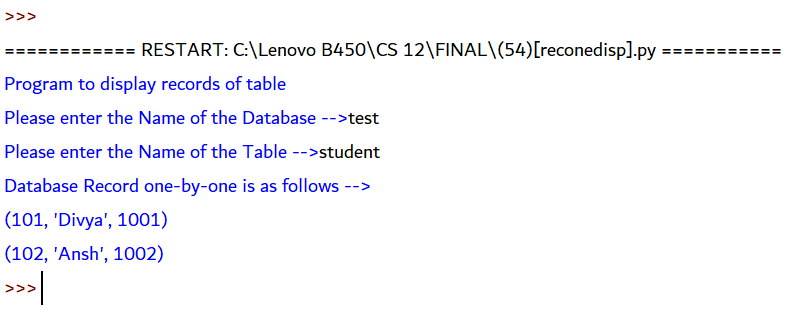 >>>
============ RESTART: C:\Lenovo B450\CS 12\FINAL\(54)[reconedisp].py ===========
Program to display records of table
Please enter the Name of the Database -->test
Please enter the Name of the Table -->student
Database Record one-by-one is as follows -->
(101, 'Divya', 1001)
(102, 'Ansh', 1002)
>>>